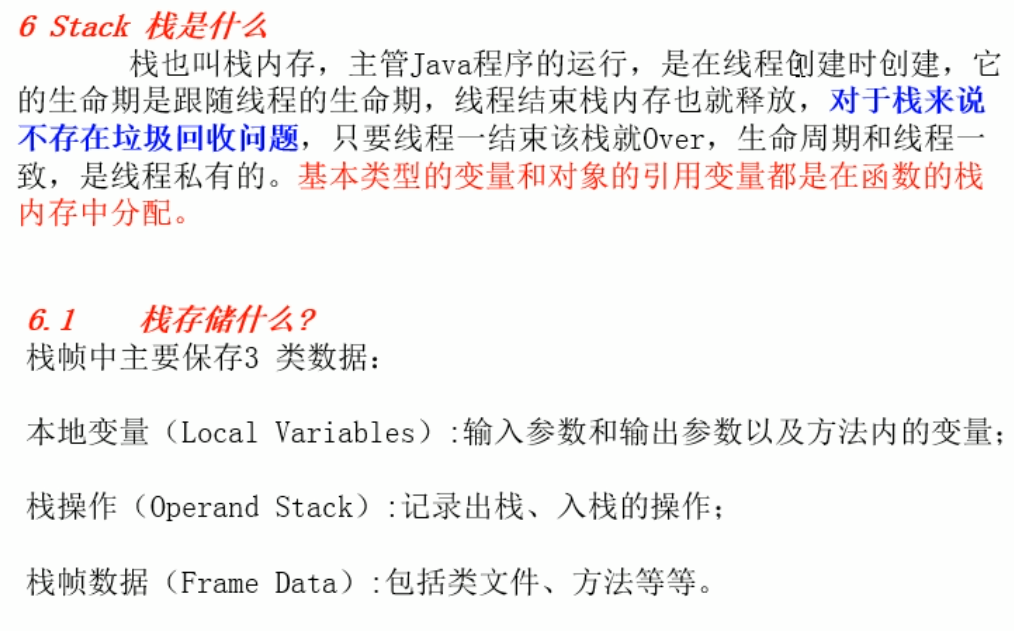 6 Stack 栈是什么
栈也叫栈内存，主管Java程序的运行，是在线程创建时创建，它
的生命期是跟随线程的生命期，线程结束栈内存也就释放，对于栈来说
不存在垃圾回收问题，只要线程一结束该栈就Over，生命周期和线程一
致，是线程私有的。基本类型的变量和对象的引用变量都是在函数的栈
内存中分配。
6.1 栈存储什么?
栈帧中主要保存3 类数据：
本地变量（Local Variables）:输入参数和输出参数以及方法内的变量；
栈操作（Operand Stack）:记录出栈、入栈的操作；
栈帧数据（Frame Data）:包括类文件、方法等等。